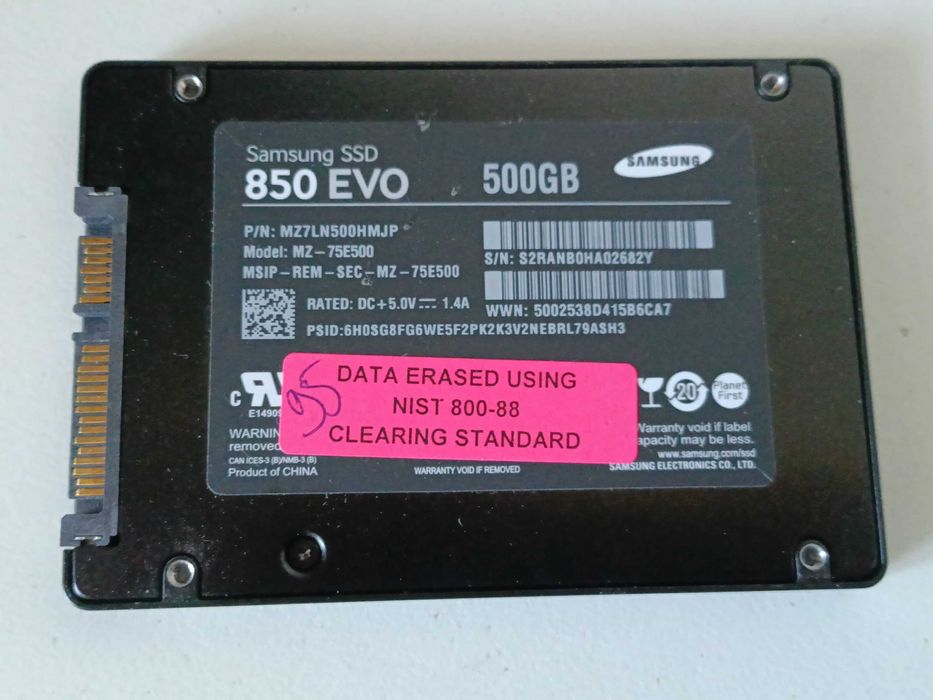 Samsung SSD
850 EVO
500GB
SAMSUNG
P/N: MZ7LN500HMJP
Model: MZ-75E500
MSIP-REM-SEC-MZ-75E500
S/N: S2RANB0HA02682Y
RATED: DC+5.0V⎓ 1.4A
WWN: 5002538D415B6CA7
PSID:6H0SG8FG6WE5F2PK2K3V2NEBRL79ASH3
95
DATA ERASED USING
NIST 800-88
CLEARING STANDARD
c
20
Planet
First
Warranty void if label
apacity may be less.
removed
www.samsung.com/ssd
CAN ICES-3 (B)/NMB-3 (B)
Product of CHINA
WARRANTY VOID IF REMOVED
SAMSUNG ELECTRONICS CO., LTD.